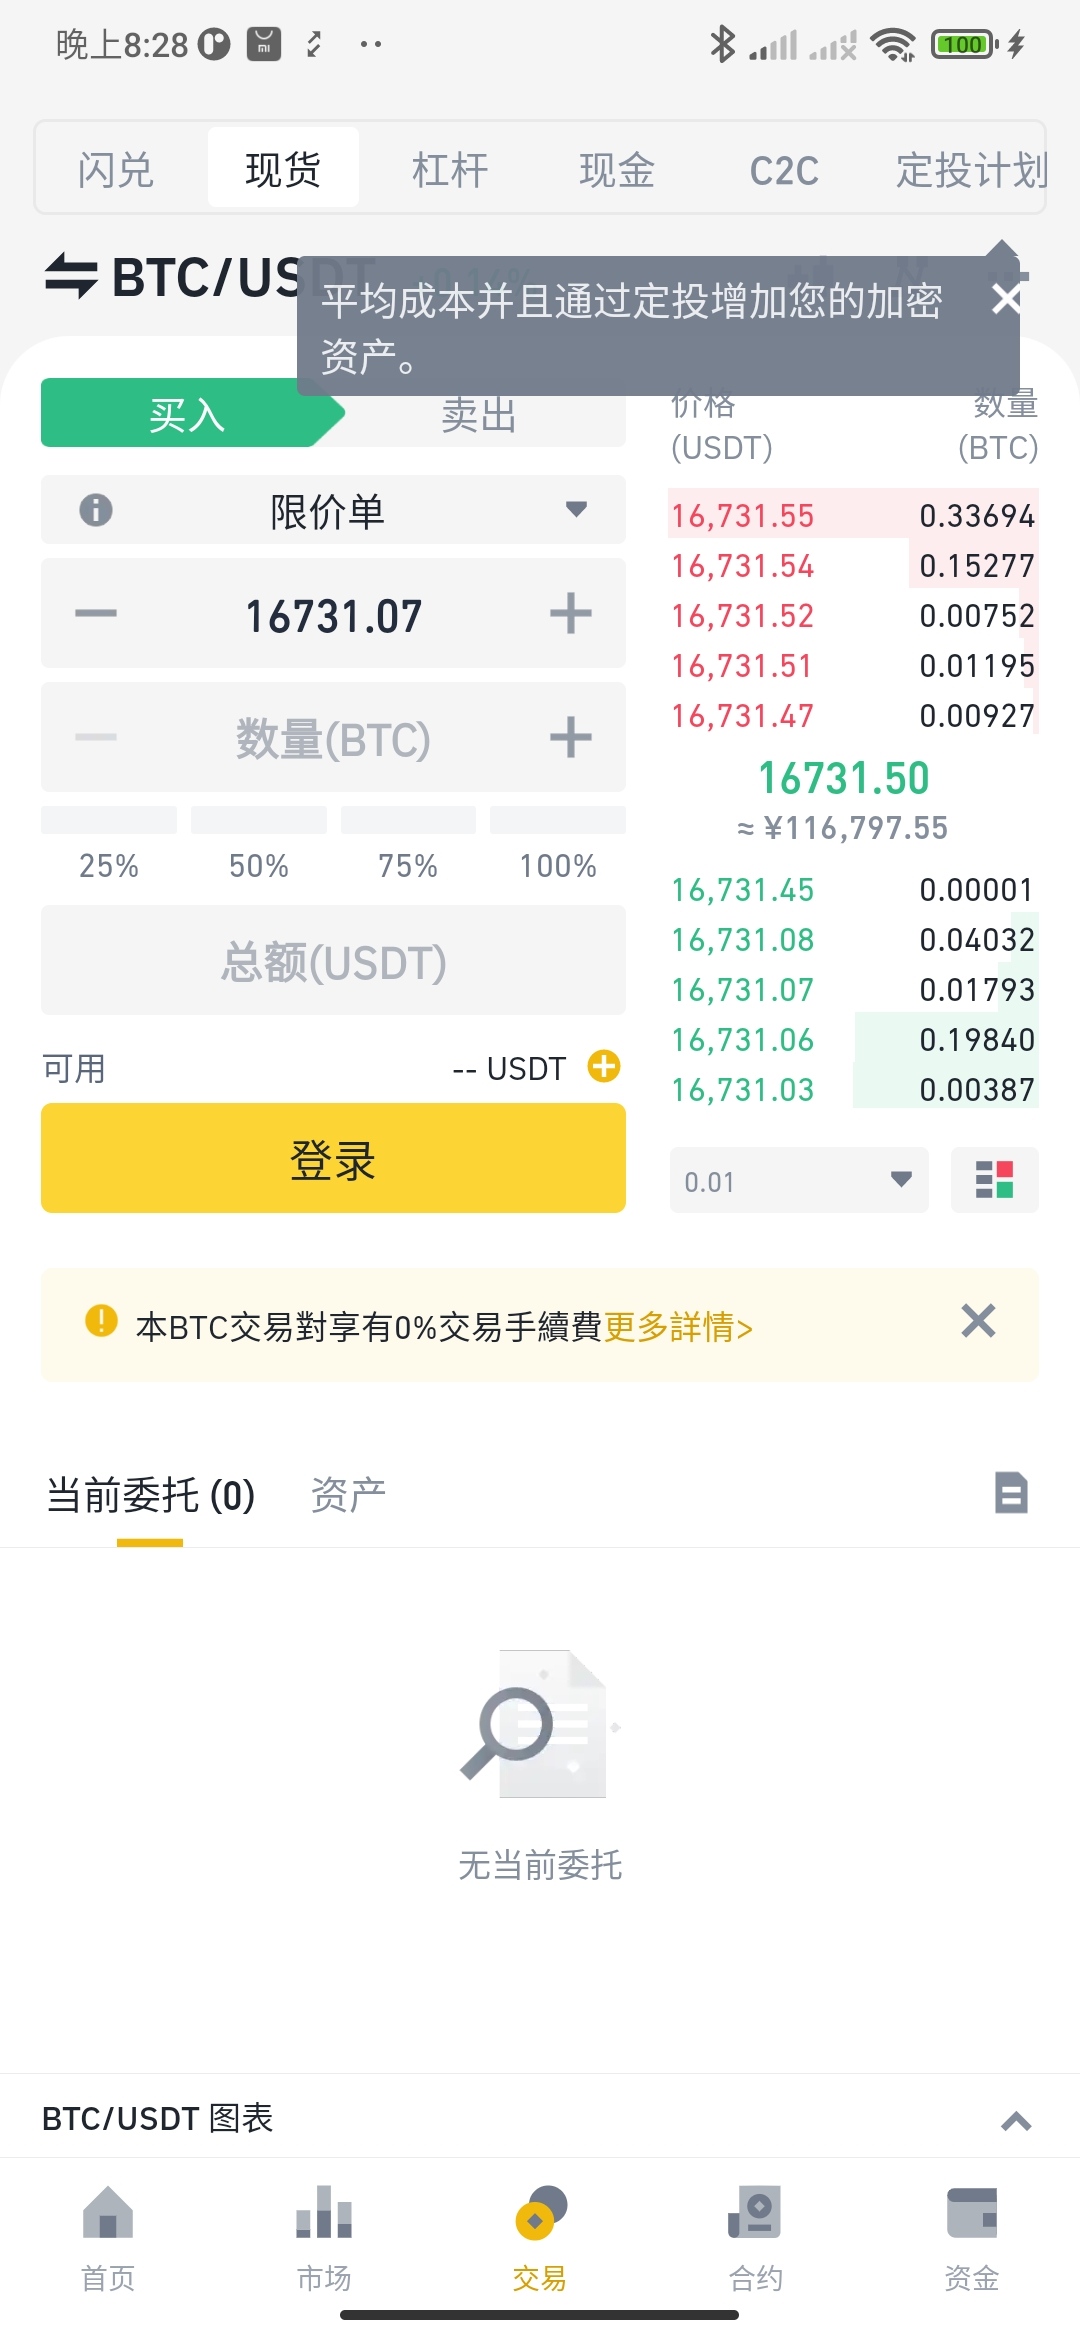 晚上8:28
100
闪兑 现货 杠杆 现金 C2C 定投计划
BTC/USDT
平均成本并且通过定投增加您的加密
资产。
买入 卖出
价格 数量
(USDT) (BTC)
限价单
16,731.55 0.33694
16,731.54 0.15277
16731.07
16,731.52 0.00752
16,731.51 0.01195
16,731.47 0.00927
数量(BTC)
16731.50
≈ ¥116,797.55
25% 50% 75% 100%
16,731.45 0.00001
16,731.08 0.04032
总额(USDT)
16,731.07 0.01793
16,731.06 0.19840
可用 -- USDT
16,731.03 0.00387
登录
0.01
本BTC交易對享有0%交易手續費更多詳情>
当前委托 (0) 资产
无当前委托
BTC/USDT 图表
首页 市场 交易 合约 资金